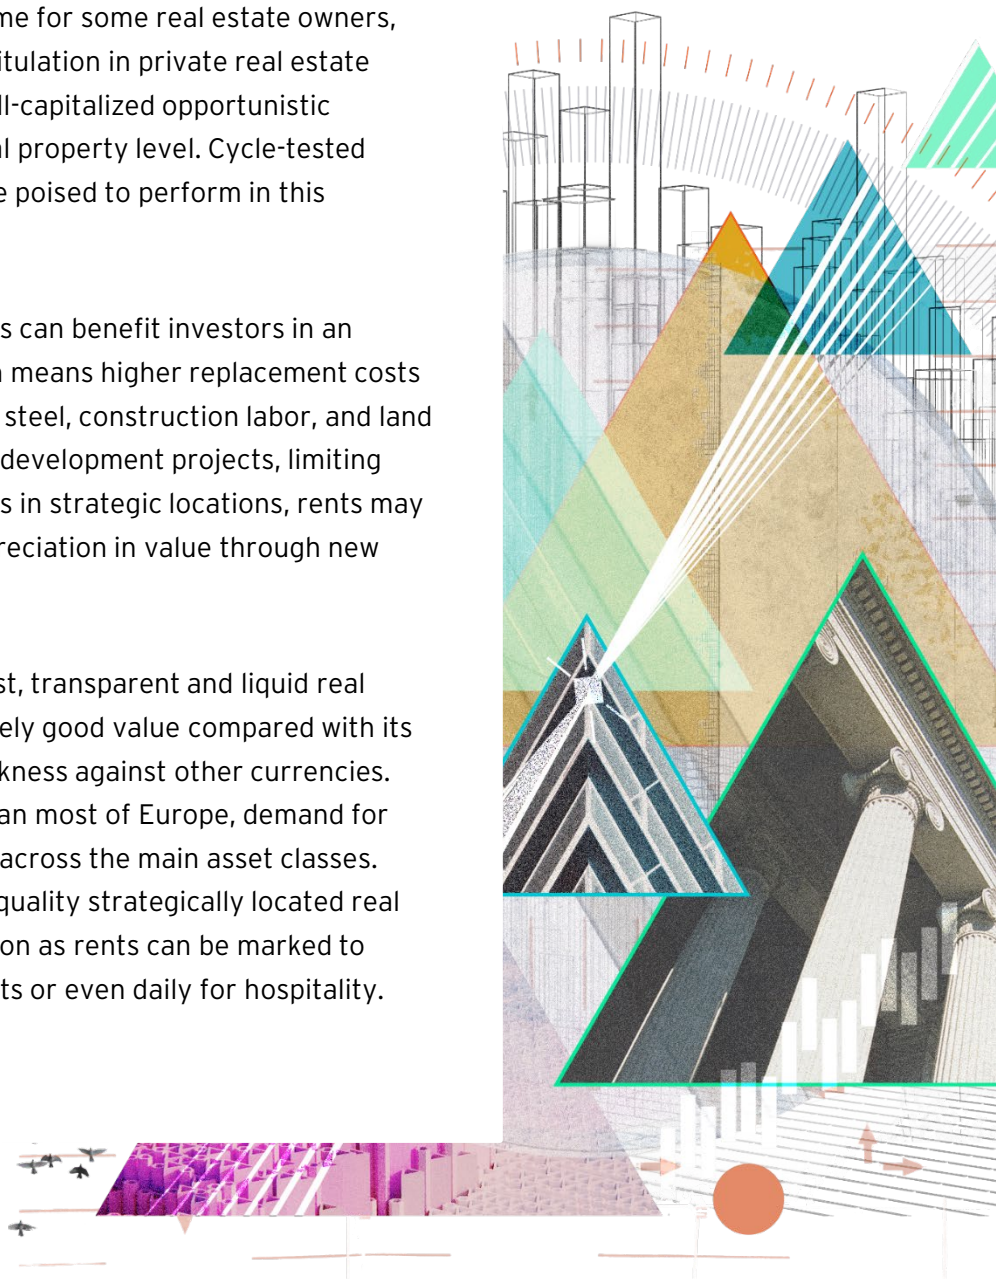 me for some real estate owners,
itulation in private real estate
ll-capitalized opportunistic
l property level. Cycle-tested
e poised to perform in this
s can benefit investors in an
means higher replacement costs
steel, construction labor, and land
development projects, limiting
s in strategic locations, rents may
reciation in value through new
st, transparent and liquid real
ely good value compared with its
kness against other currencies.
an most of Europe, demand for
across the main asset classes.
quality strategically located real
on as rents can be marked to
ts or even daily for hospitality.